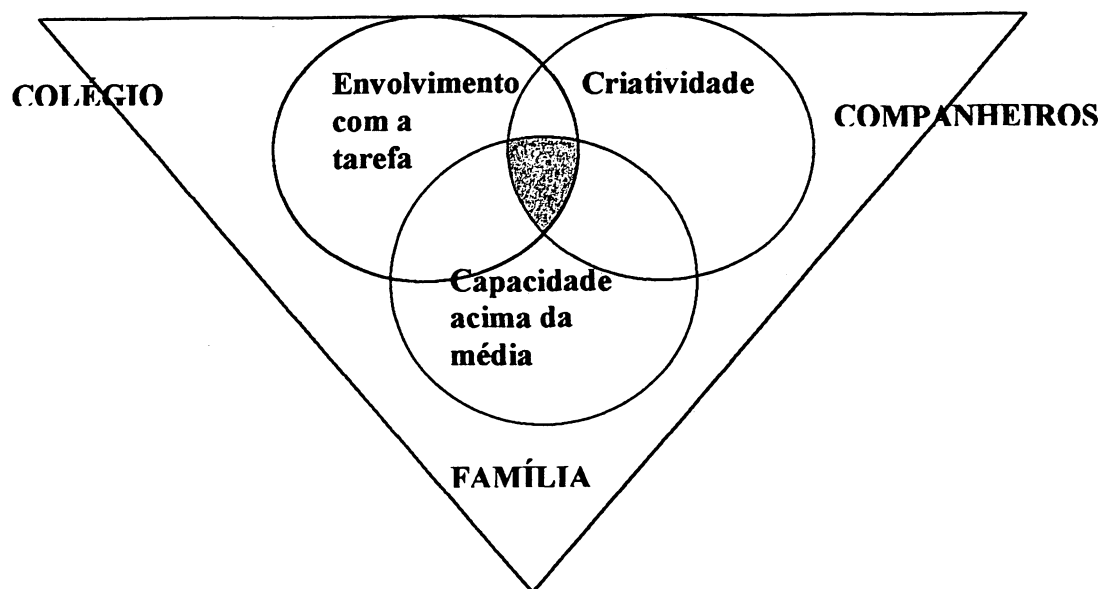 Envolvimento
com a
tarefa
Criatividade
COLÉGIO
COMPANHEIROS
Capacidade
acima da
média
FAMÍLIA